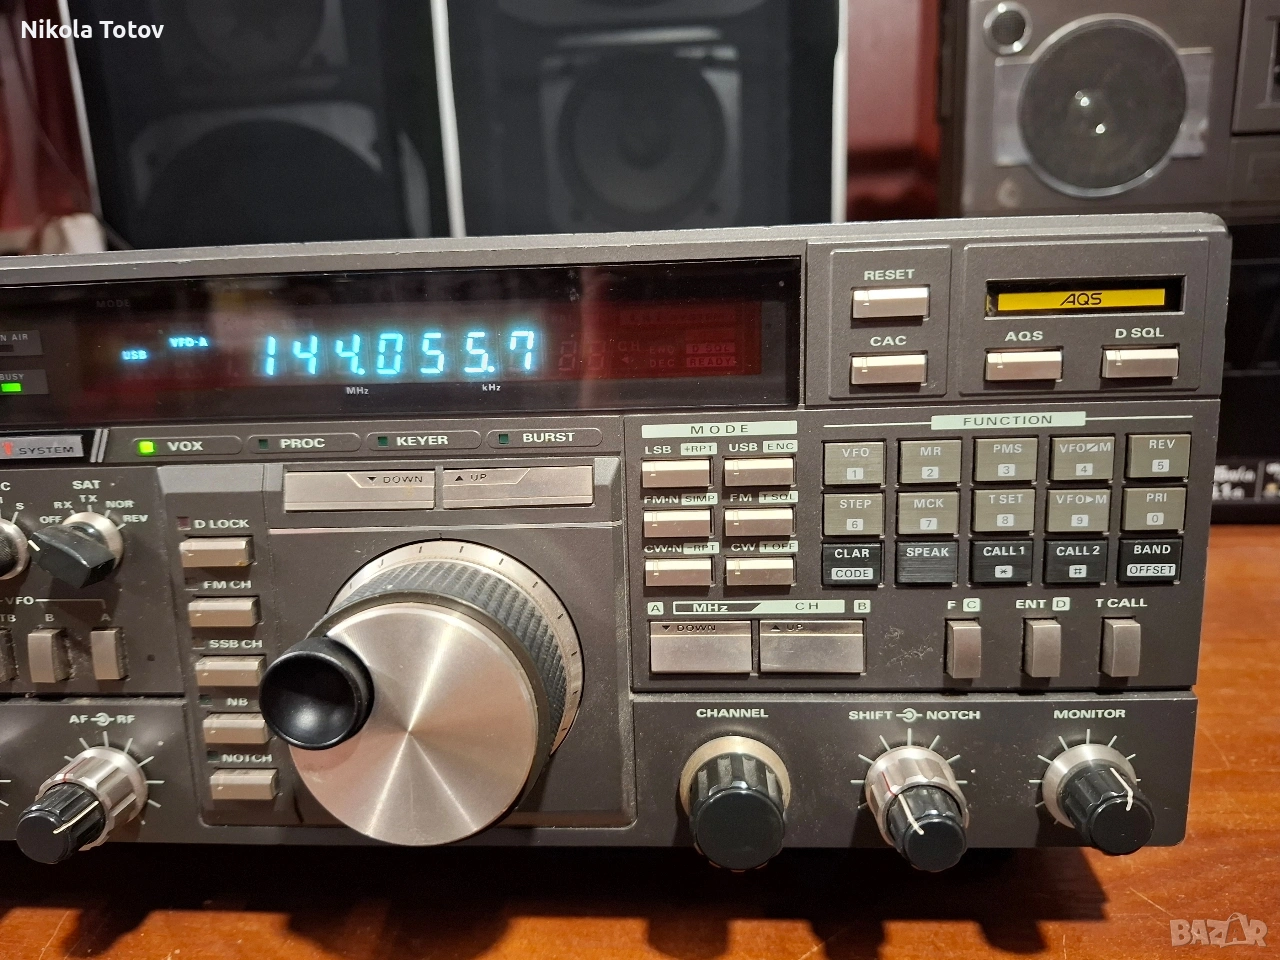 Nikola Totov
MODE
N AIR
BUSY
USB
VFO-A
144.055.7
MHz
kHz
ENC
DEC
READY
RESET
CAC
AQS
AQS
D SQL
SYSTEM
VOX
PROC
KEYER
BURST
DOWN
UP
SAT
RX
TX
NOR
OFF
REV
S
D LOCK
FM CH
SSB CH
NB
NOTCH
VFO
B
A
AF
RF
MODE
LSB +RPT USB ENC
FM·N SIMP FM T SQL
CW·N -RPT CW T OFF
A MHz CH B
DOWN
UP
FUNCTION
VFO MR PMS VFO M REV
1 2 3 4 5
STEP MCK T SET VFO►M PRI
6 7 8 9 0
CLAR SPEAK CALL 1 CALL 2 BAND
CODE * # OFFSET
F C ENT D T CALL
CHANNEL
SHIFT
NOTCH
MONITOR
BAZAR